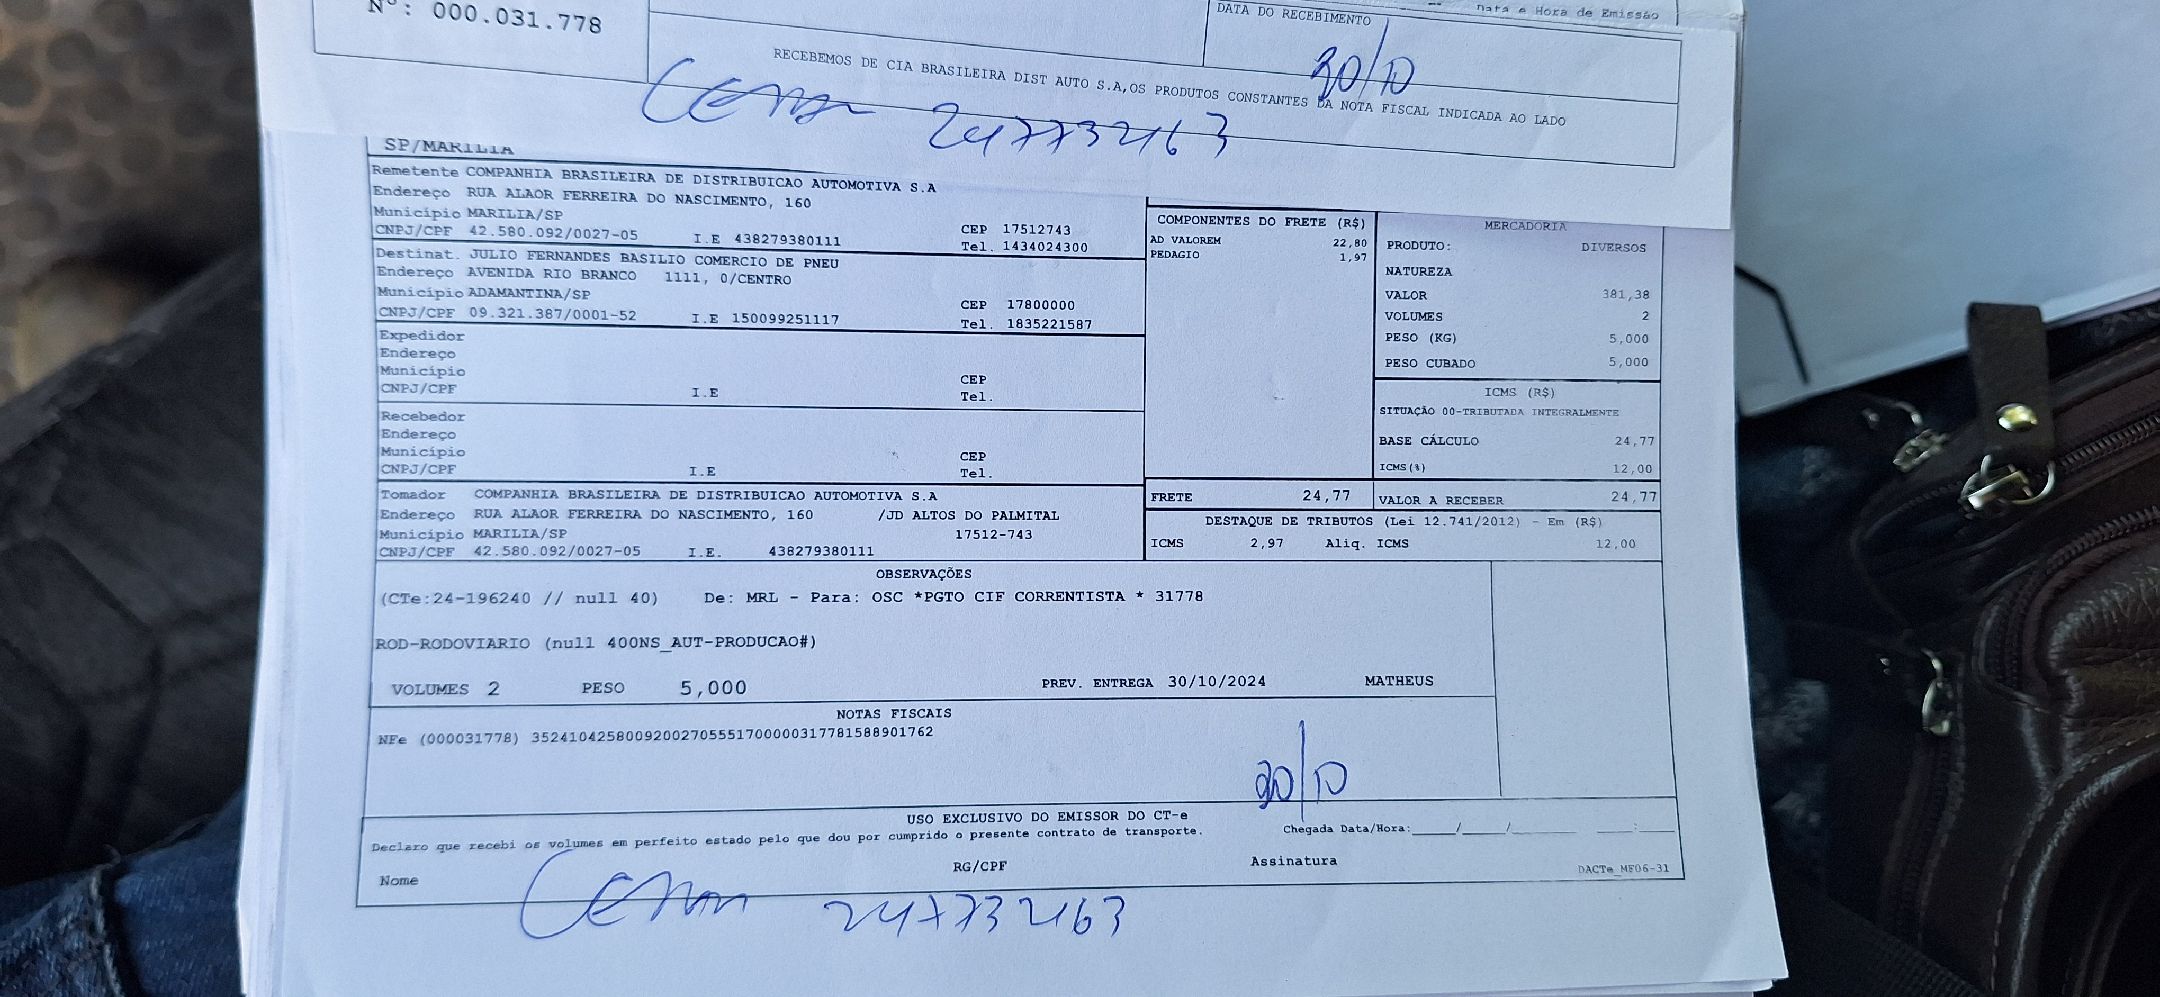 Nº: 000.031.778
DATA DO RECEBIMENTO
Data e Hora de Emissão
30/10
RECEBEMOS DE CIA BRASILEIRA DIST AUTO S.A,OS PRODUTOS CONSTANTES DA NOTA FISCAL INDICADA AO LADO
SP/MARILIA
Remetente COMPANHIA BRASILEIRA DE DISTRIBUICAO AUTOMOTIVA S.A
Endereço RUA ALAOR FERREIRA DO NASCIMENTO, 160
Município MARILIA/SP CEP 17512743
CNPJ/CPF 42.580.092/0027-05 I.E 438279380111 Tel. 1434024300
Destinat. JULIO FERNANDES BASILIO COMERCIO DE PNEU
Endereço AVENIDA RIO BRANCO 1111, 0/CENTRO
Município ADAMANTINA/SP CEP 17800000
CNPJ/CPF 09.321.387/0001-52 I.E 150099251117 Tel. 1835221587
Expedidor
Endereço
Município CEP
CNPJ/CPF I.E Tel.
Recebedor
Endereço
Município CEP
CNPJ/CPF I.E Tel.
Tomador COMPANHIA BRASILEIRA DE DISTRIBUICAO AUTOMOTIVA S.A
Endereço RUA ALAOR FERREIRA DO NASCIMENTO, 160 /JD ALTOS DO PALMITAL
Município MARILIA/SP 17512-743
CNPJ/CPF 42.580.092/0027-05 I.E. 438279380111
COMPONENTES DO FRETE (R$)
AD VALOREM 22,80
PEDAGIO 1,97
MERCADORIA
PRODUTO: DIVERSOS
NATUREZA
VALOR 381,38
VOLUMES 2
PESO (KG) 5,000
PESO CUBADO 5,000
ICMS (R$)
SITUAÇÃO 00-TRIBUTADA INTEGRALMENTE
BASE CÁLCULO 24,77
ICMS(%) 12,00
FRETE 24,77 VALOR A RECEBER 24,77
DESTAQUE DE TRIBUTOS (Lei 12.741/2012) - Em (R$)
ICMS 2,97 Aliq. ICMS 12,00
OBSERVAÇÕES
(CTe:24-196240 // null 40) De: MRL - Para: OSC *PGTO CIF CORRENTISTA * 31778
ROD-RODOVIARIO (null 400NS_AUT-PRODUCAO#)
VOLUMES 2 PESO 5,000 PREV. ENTREGA 30/10/2024 MATHEUS
NOTAS FISCAIS
NFe (000031778) 35241042580092002705551700000317781588901762
30/10
USO EXCLUSIVO DO EMISSOR DO CT-e
Declaro que recebi os volumes em perfeito estado pelo que dou por cumprido o presente contrato de transporte. Chegada Data/Hora:____/____/______ ____:____
Nome RG/CPF Assinatura DACTe_MF06-31